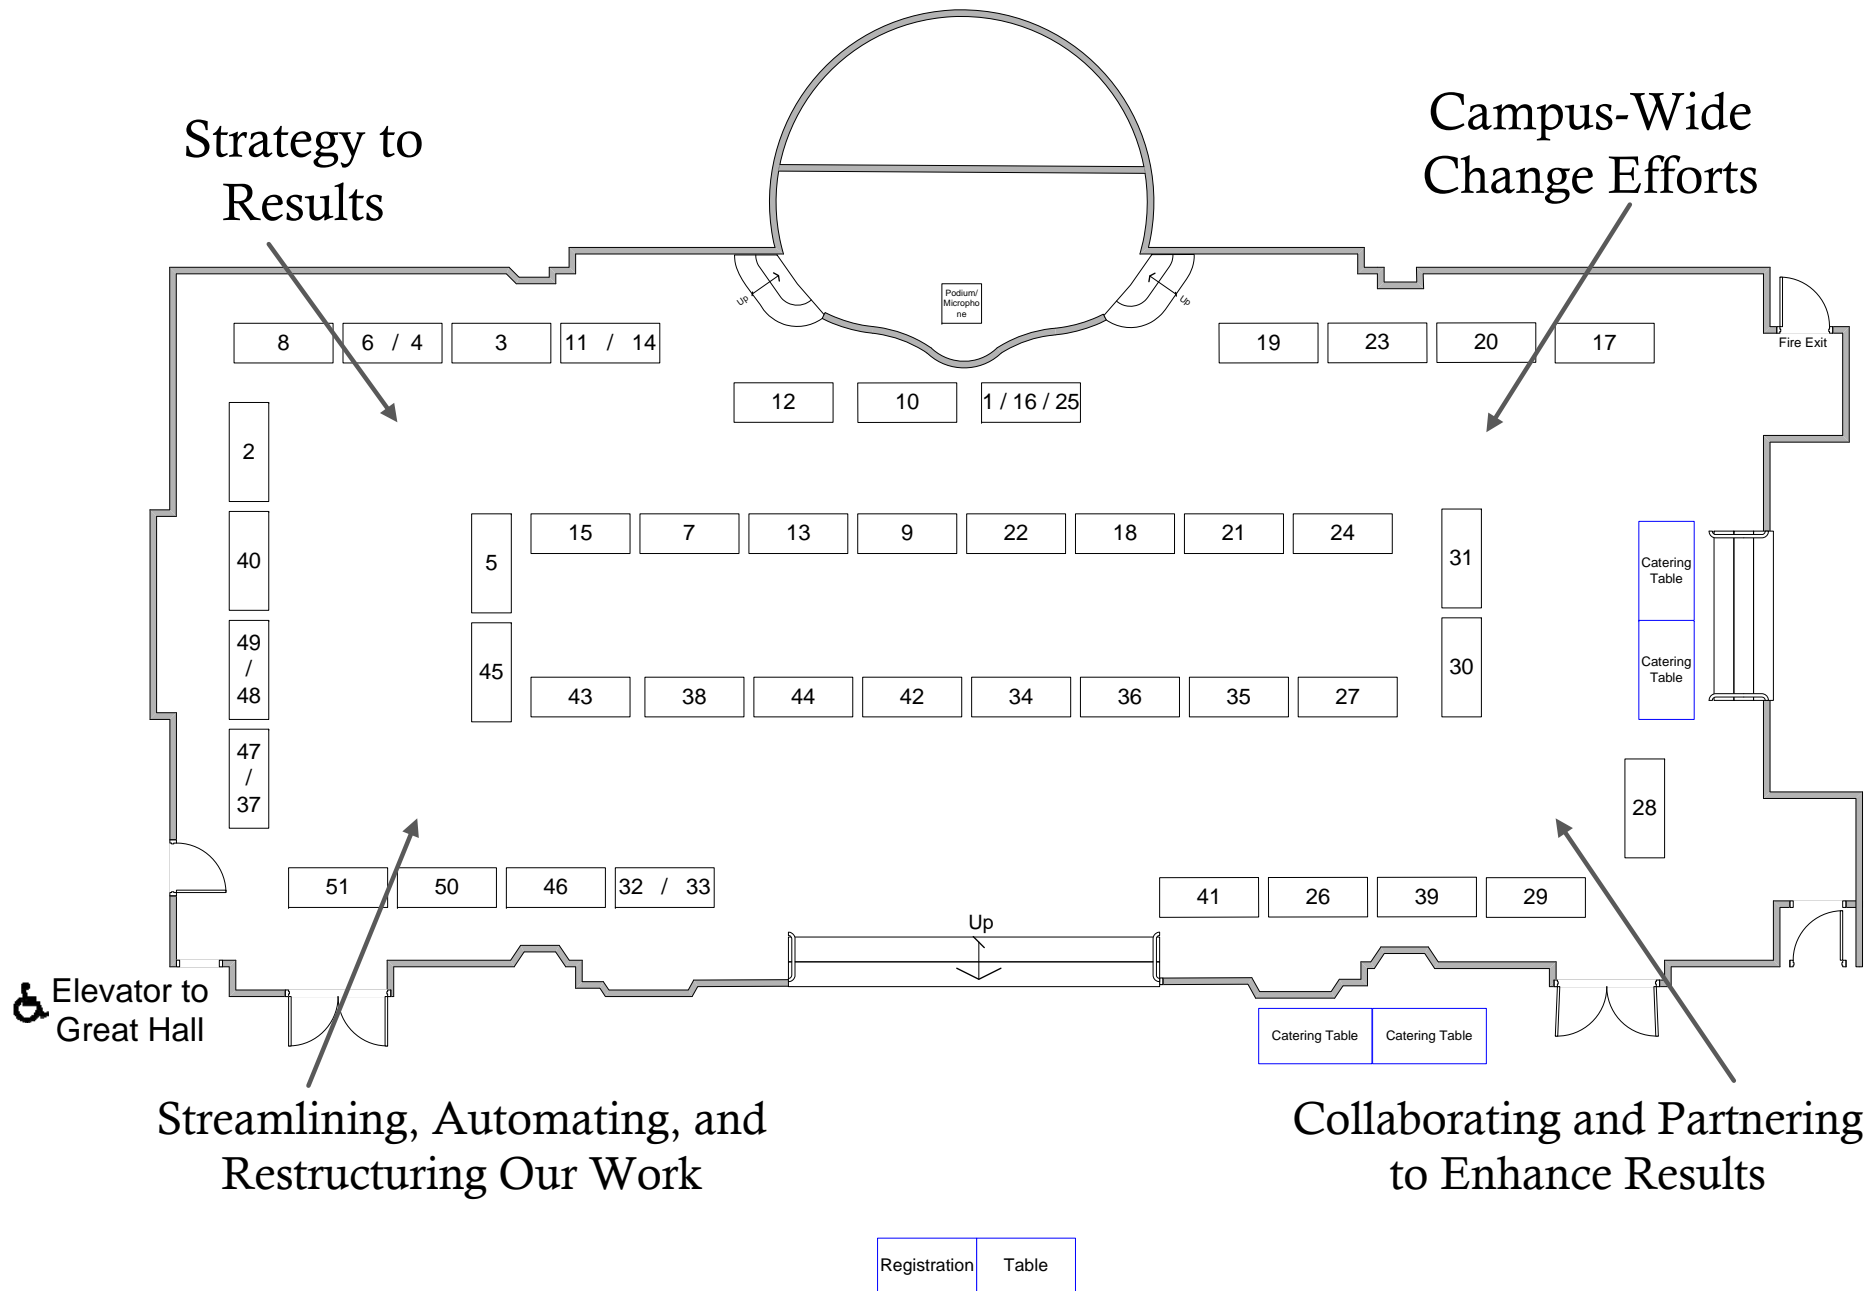 Strategy to
Results
Campus-Wide
Change Efforts
Up
Podium/
Micropho
ne
Up
8
6 / 4
3
11 / 14
19
23
20
17
Fire Exit
12
10
1 / 16 / 25
2
40
49
/
48
47
/
37
5
45
15
7
13
9
22
18
21
24
31
30
Catering
Table
Catering
Table
43
38
44
42
34
36
35
27
28
51
50
46
32 / 33
41
26
39
29
Up
Elevator to
Great Hall
Catering Table
Catering Table
Streamlining, Automating, and
Restructuring Our Work
Collaborating and Partnering
to Enhance Results
Registration
Table